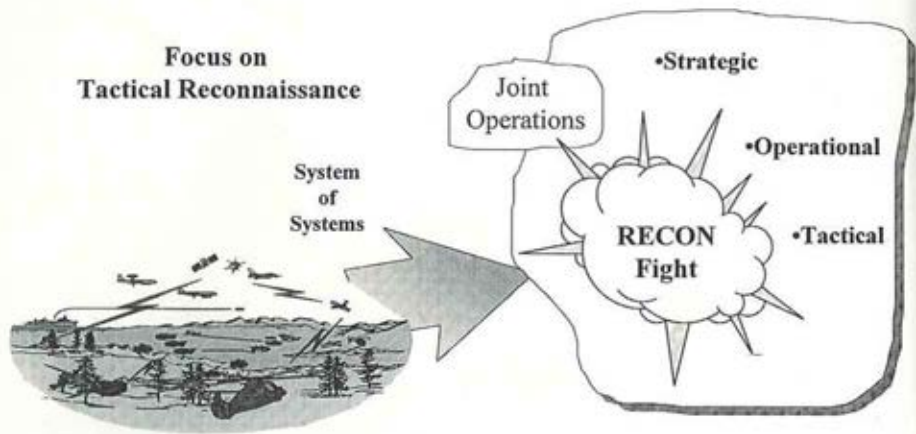 Focus on
Tactical Reconnaissance
System
of
Systems
Joint
Operations
•Strategic
•Operational
•Tactical
RECON
Fight